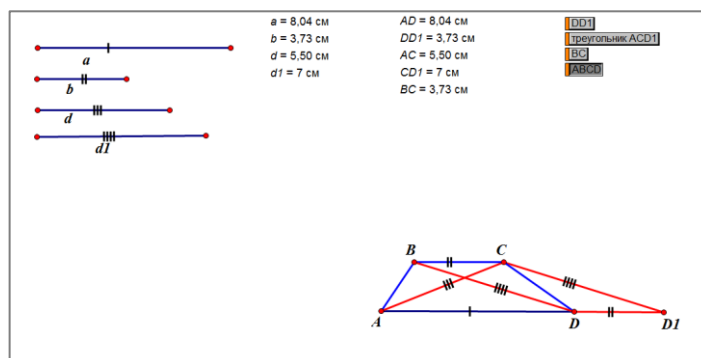 a
b
d
d1
a = 8,04 см
b = 3,73 см
d = 5,50 см
d1 = 7 см
AD = 8,04 см
DD1 = 3,73 см
AC = 5,50 см
CD1 = 7 см
BC = 3,73 см
DD1
треугольник ACD1
BC
ABCD
B
C
A
D
D1